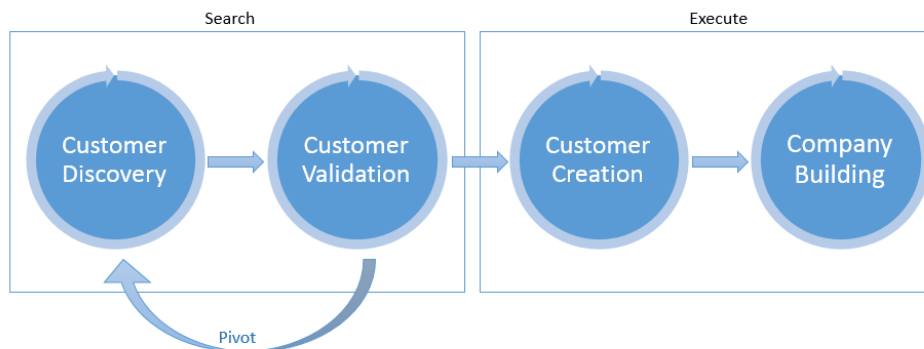 Search
Execute
Customer
Discovery
Customer
Validation
Customer
Creation
Company
Building
Pivot